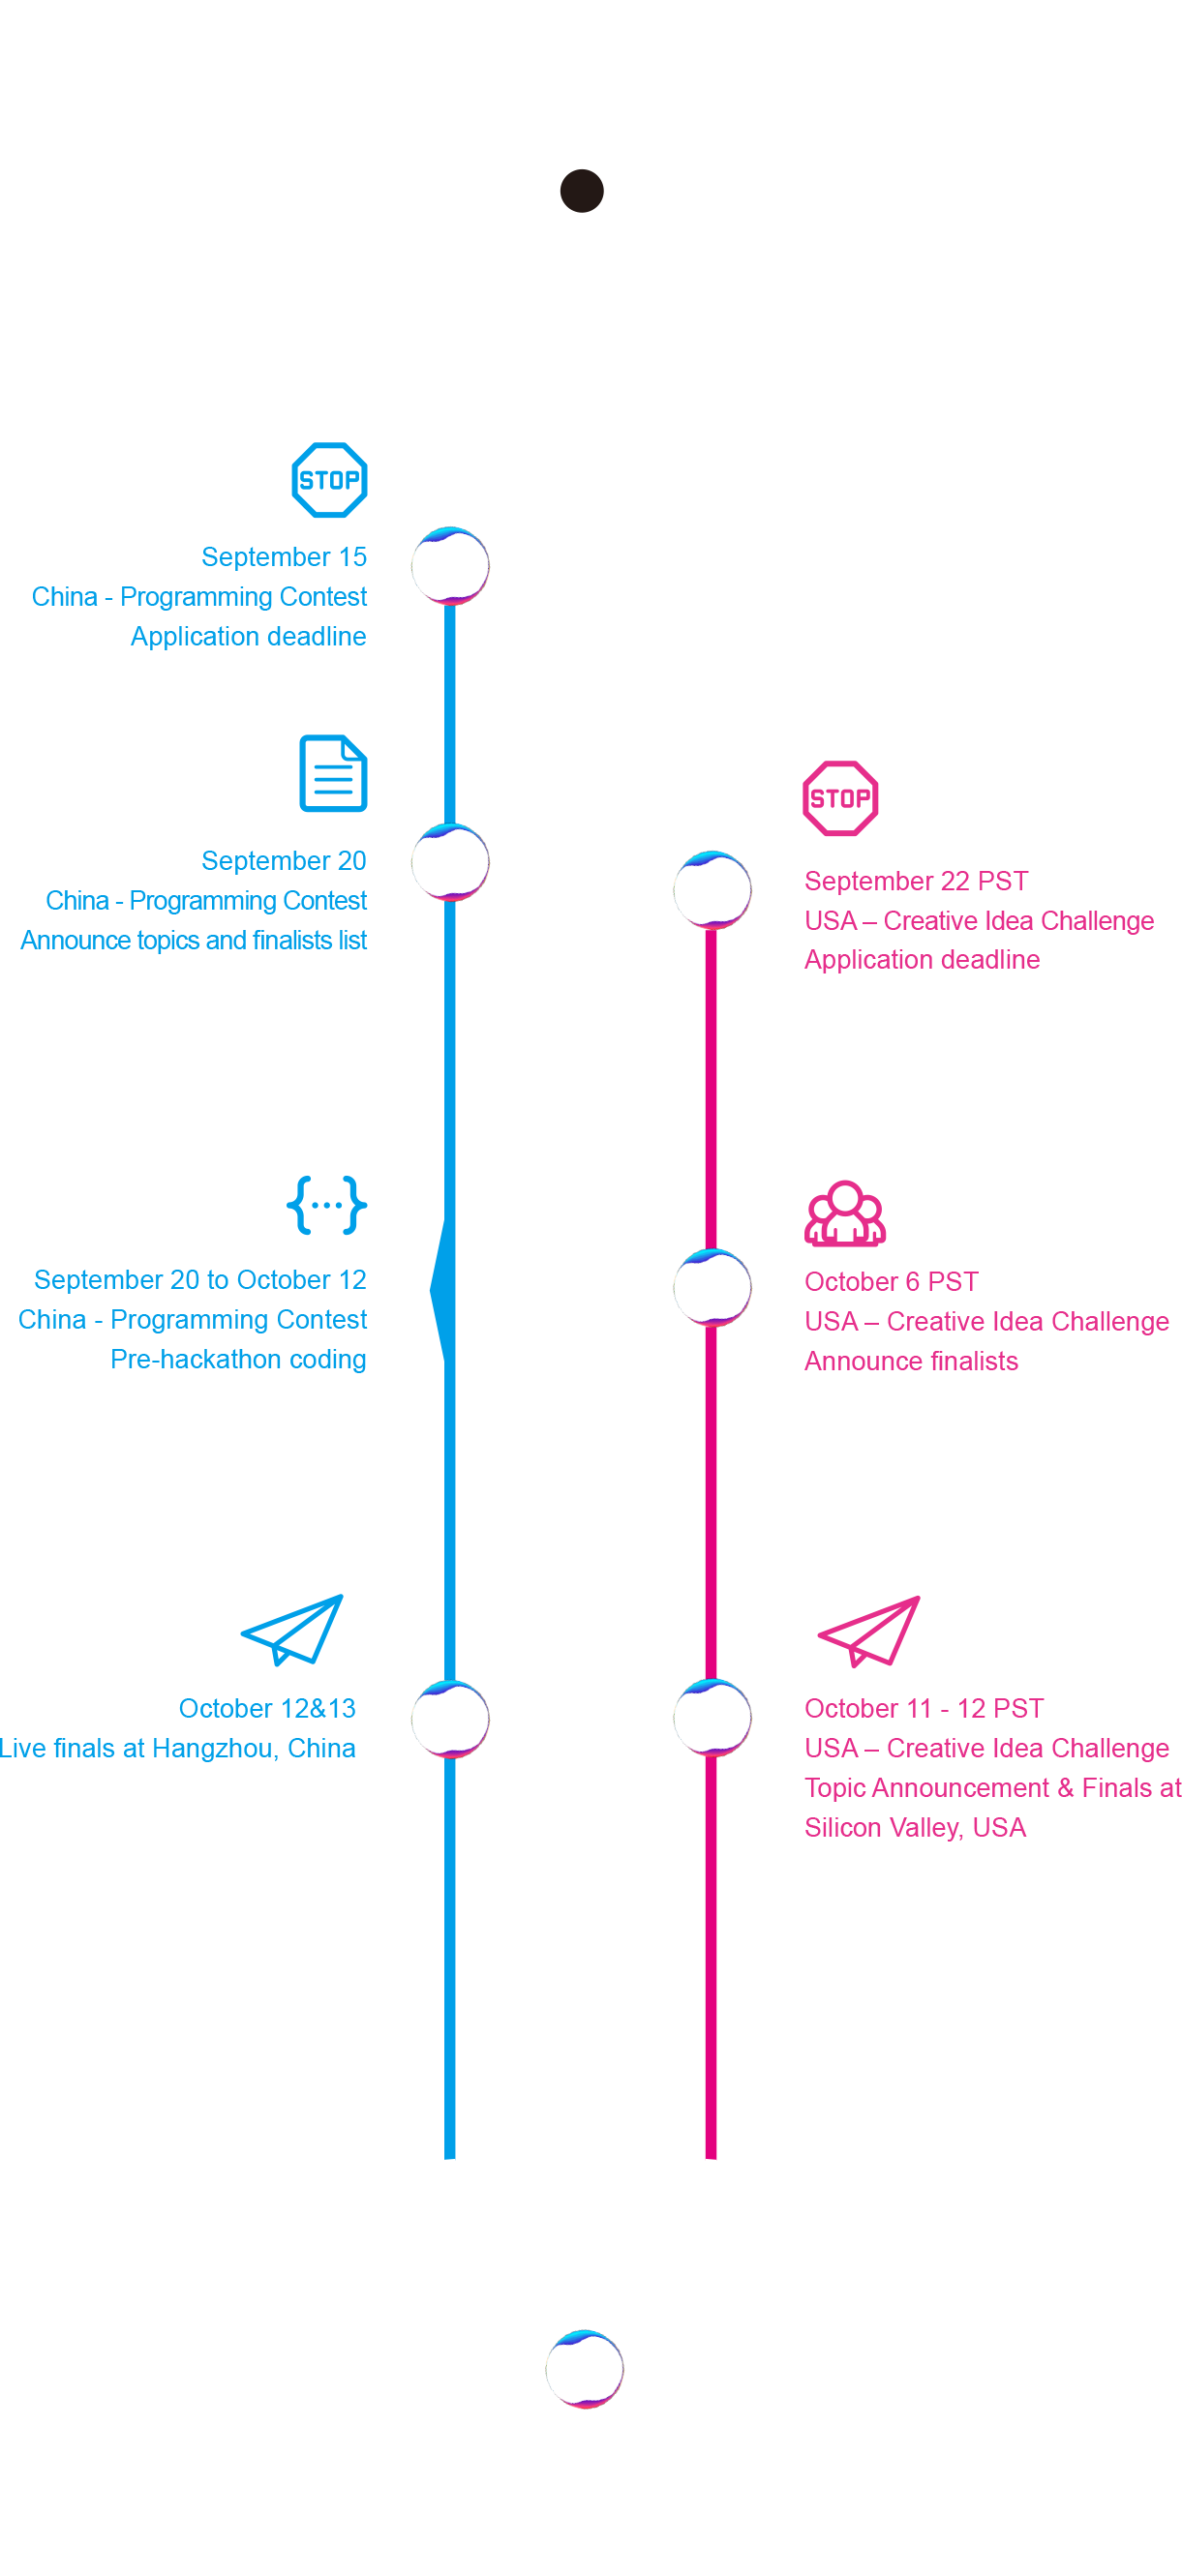 STOP
September 15
China - Programming Contest
Application deadline
September 20
China - Programming Contest
Announce topics and finalists list
STOP
September 22 PST
USA – Creative Idea Challenge
Application deadline
September 20 to October 12
China - Programming Contest
Pre-hackathon coding
October 6 PST
USA – Creative Idea Challenge
Announce finalists
October 12&13
Live finals at Hangzhou, China
October 11 - 12 PST
USA – Creative Idea Challenge
Topic Announcement & Finals at
Silicon Valley, USA